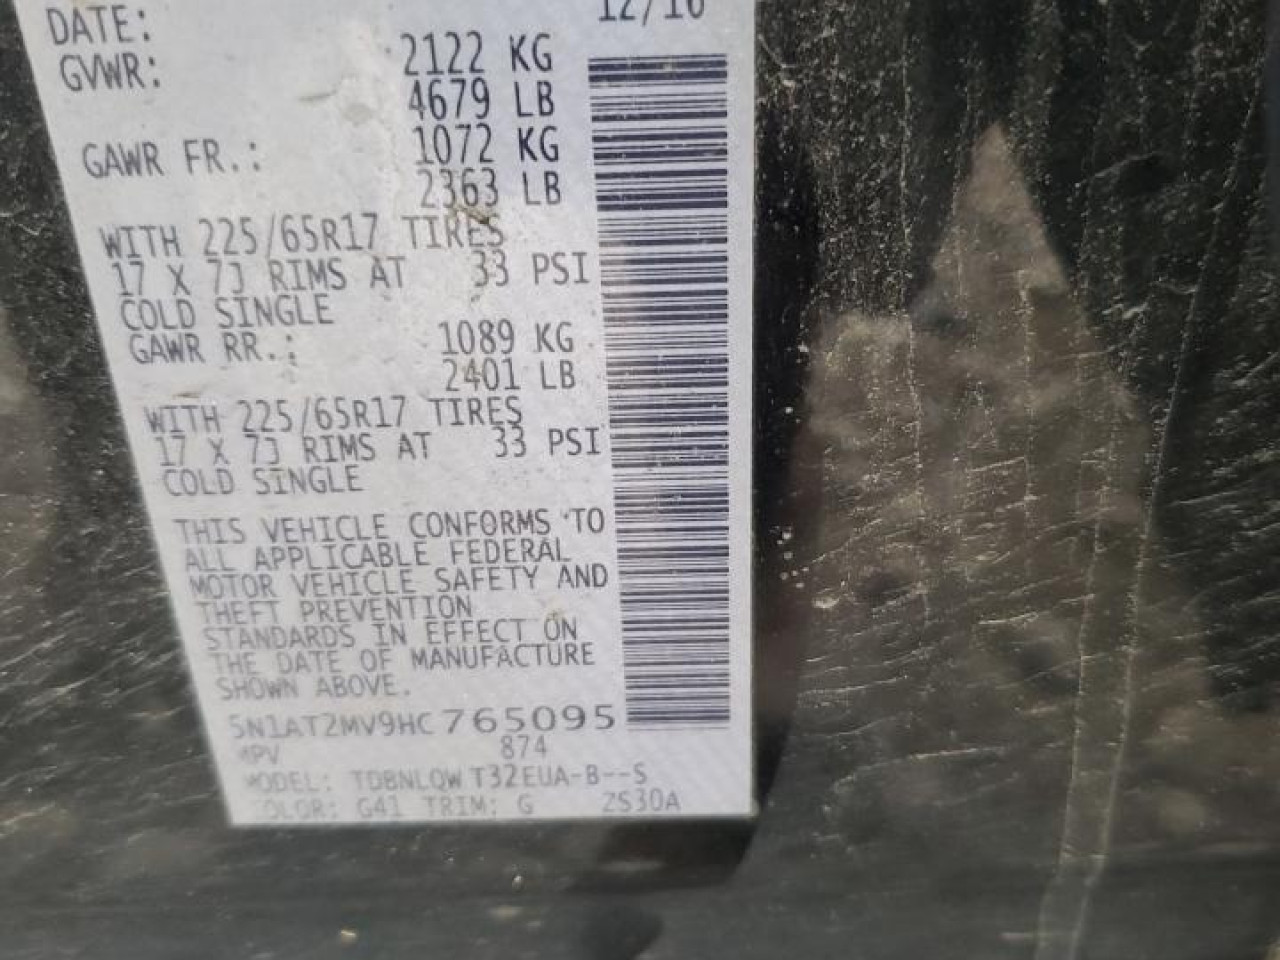 DATE: 12/16
GVWR: 2122 KG
4679 LB
GAWR FR.: 1072 KG
2363 LB
WITH 225/65R17 TIRES
17 X 7J RIMS AT 33 PSI
COLD SINGLE
GAWR RR.: 1089 KG
2401 LB
WITH 225/65R17 TIRES
17 X 7J RIMS AT 33 PSI
COLD SINGLE
THIS VEHICLE CONFORMS TO
ALL APPLICABLE FEDERAL
MOTOR VEHICLE SAFETY AND
THEFT PREVENTION
STANDARDS IN EFFECT ON
THE DATE OF MANUFACTURE
SHOWN ABOVE.
5N1AT2MV9HC765095
MPV 874
MODEL: TDBNLQW T32EUA-B--S
COLOR: G41 TRIM: G 2S30A